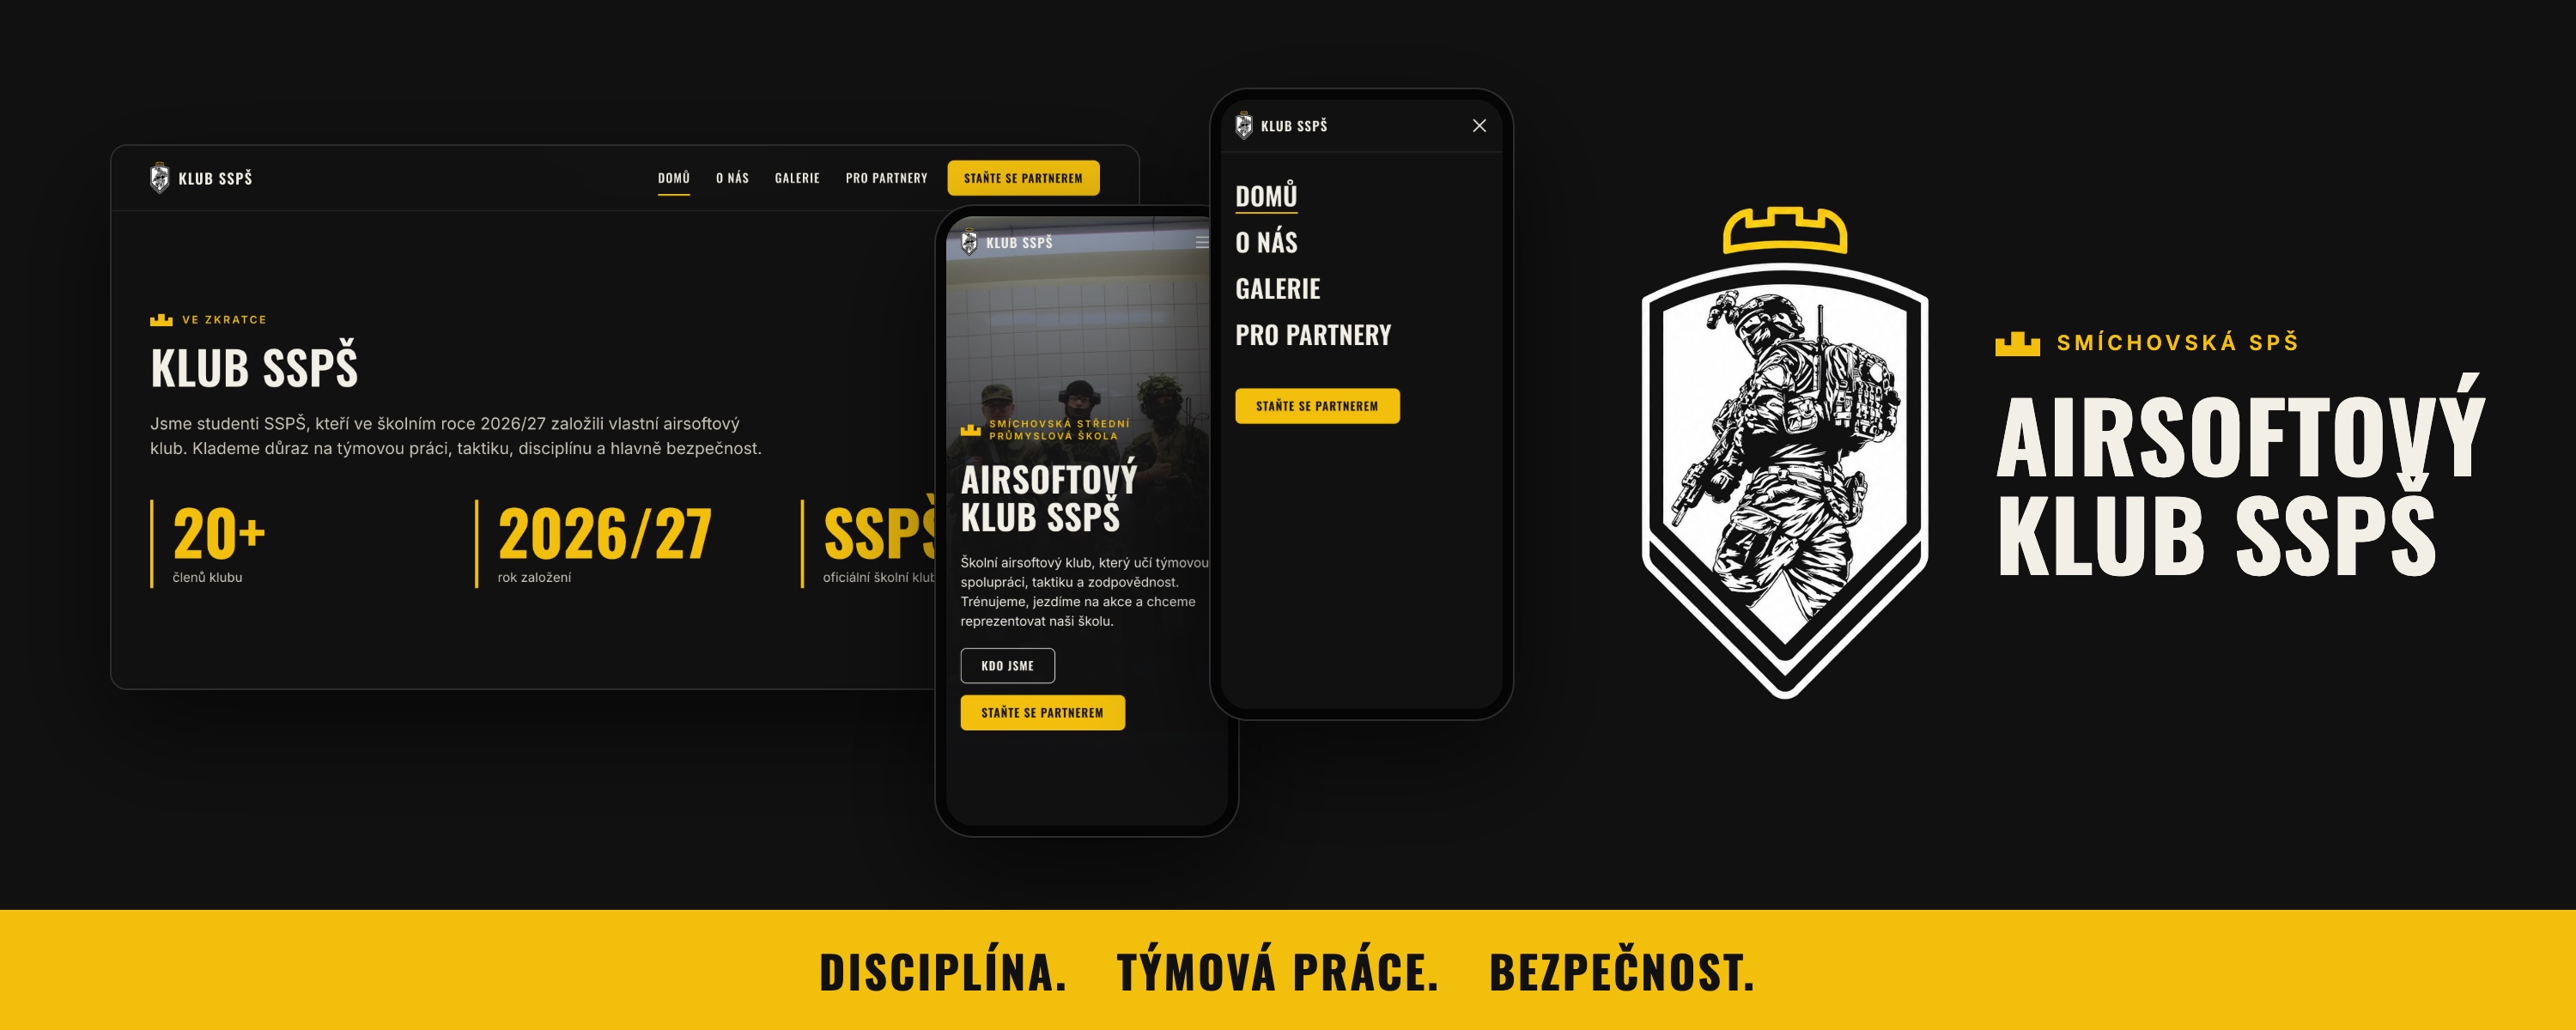 KLUB SSPŠ
DOMŮ
O NÁS
GALERIE
PRO PARTNERY
STAŇTE SE PARTNEREM
VE ZKRATCE
KLUB SSPŠ
Jsme studenti SSPŠ, kteří ve školním roce 2026/27 založili vlastní airsoftový
klub. Klademe důraz na týmovou práci, taktiku, disciplínu a hlavně bezpečnost.
20+
členů klubu
2026/27
rok založení
SSPŠ
oficiální školní klub
KLUB SSPŠ
SMÍCHOVSKÁ STŘEDNÍ
PRŮMYSLOVÁ ŠKOLA
AIRSOFTOVÝ
KLUB SSPŠ
Školní airsoftový klub, který učí týmovou
spolupráci, taktiku a zodpovědnost.
Trénujeme, jezdíme na akce a chceme
reprezentovat naši školu.
KDO JSME
STAŇTE SE PARTNEREM
KLUB SSPŠ
DOMŮ
O NÁS
GALERIE
PRO PARTNERY
STAŇTE SE PARTNEREM
SMÍCHOVSKÁ SPŠ
AIRSOFTOVÝ
KLUB SSPŠ
DISCIPLÍNA. TÝMOVÁ PRÁCE. BEZPEČNOST.